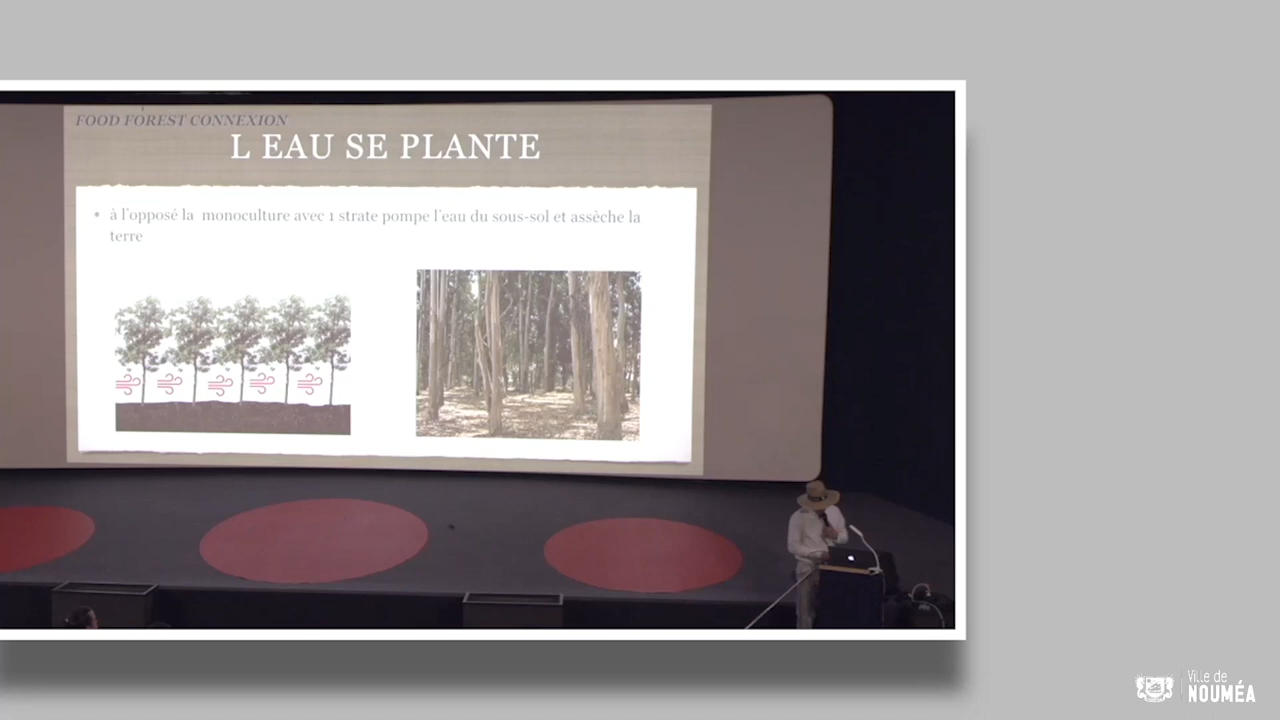 FOOD FOREST CONNEXION
L EAU SE PLANTE
• à l'opposé la monoculture avec 1 strate pompe l'eau du sous-sol et assèche la
terre
Ville de
NOUMÉA